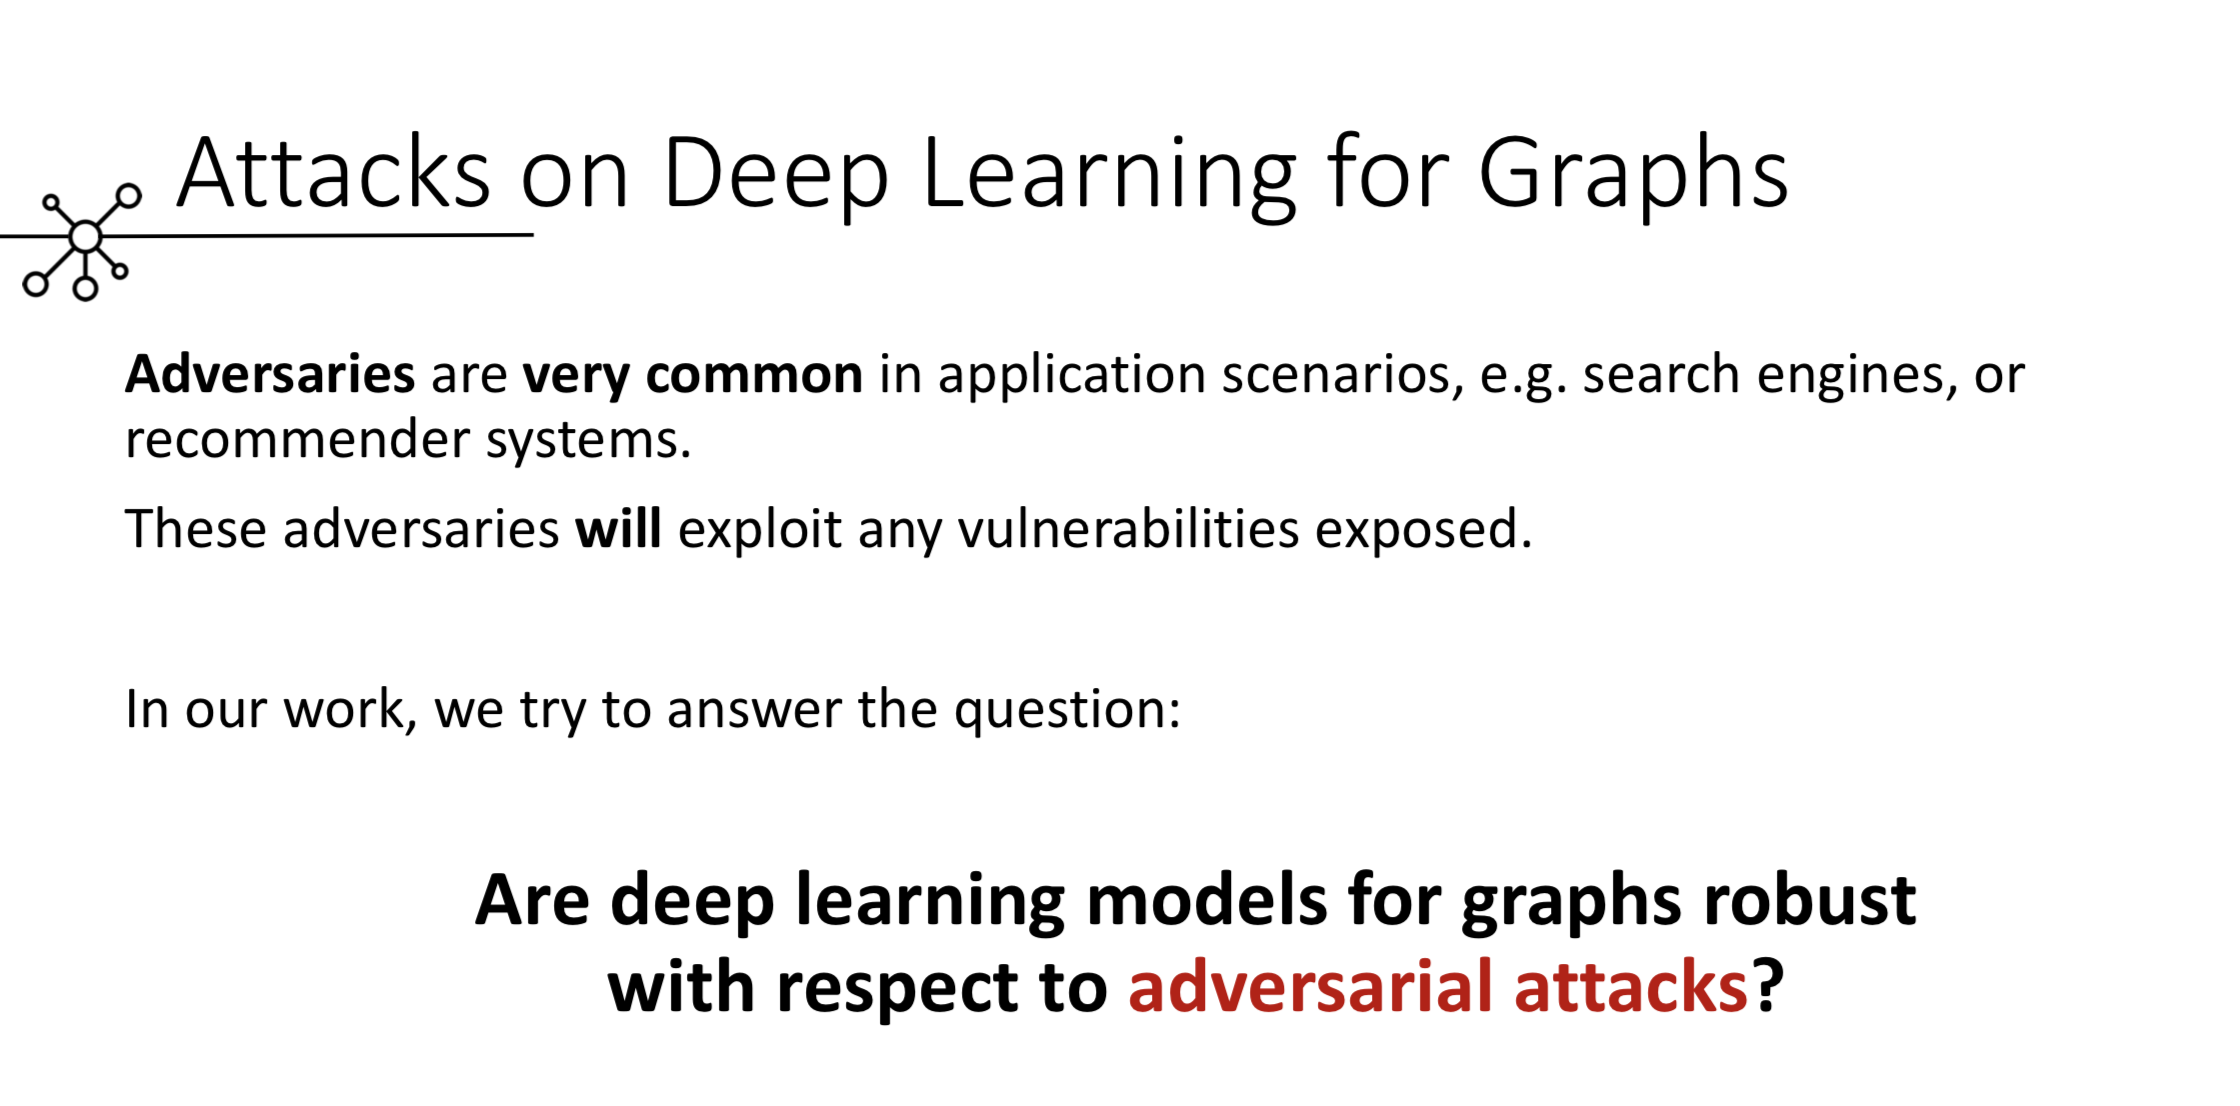 Attacks on Deep Learning for Graphs
Adversaries are very common in application scenarios, e.g. search engines, or
recommender systems.
These adversaries will exploit any vulnerabilities exposed.
In our work, we try to answer the question:
Are deep learning models for graphs robust
with respect to adversarial attacks?